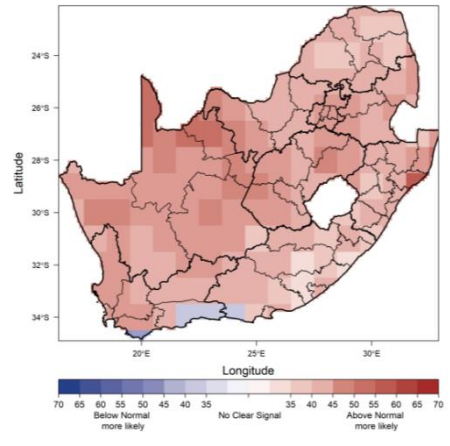 24°S
26°S
28°S
30°S
32°S
34°S
Latitude
20°E 25°E 30°E
Longitude
70 65 60 55 50 45 40 35 35 40 45 50 55 60 65 70
Below Normal No Clear Signal Above Normal
more likely more likely